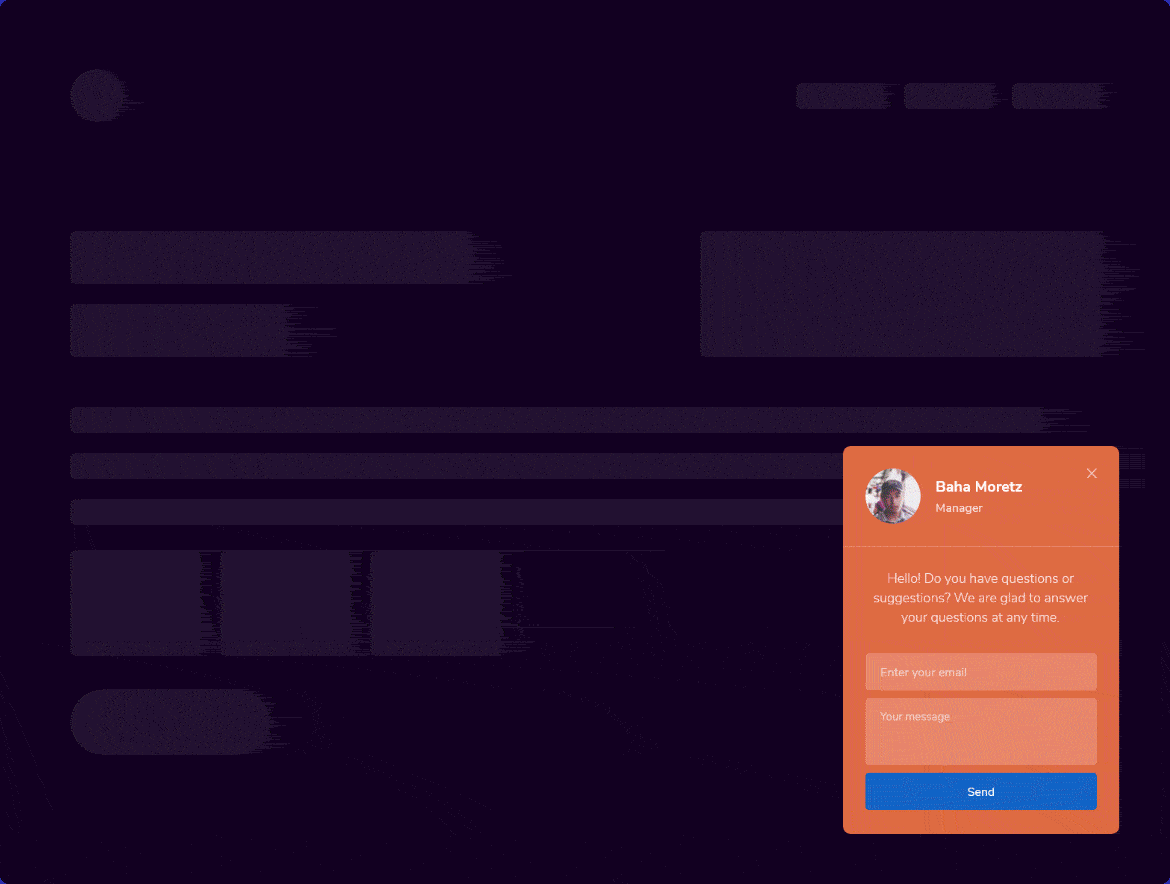 Baha Moretz
Manager
Hello! Do you have questions or
suggestions? We are glad to answer
your questions at any time.
Enter your email
Your message
Send